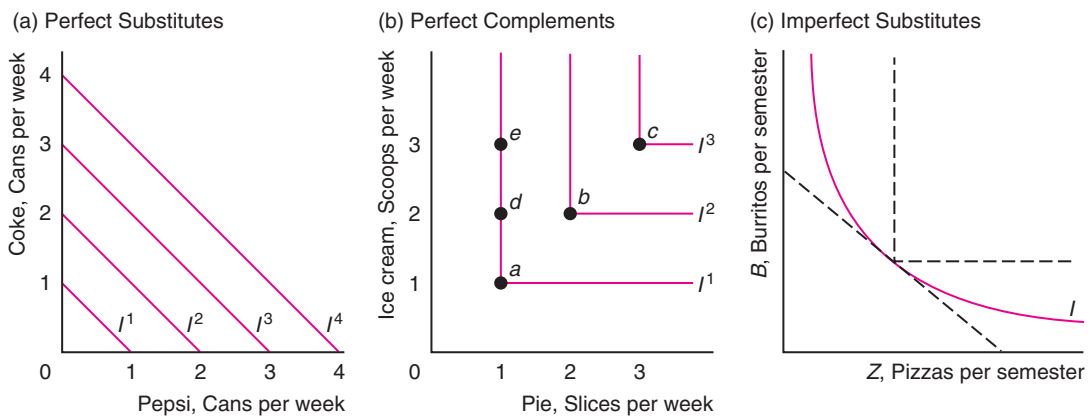 (a) Perfect Substitutes
Coke, Cans per week
4
3
2
1
0
I¹
I²
I³
I⁴
1
2
3
4
Pepsi, Cans per week
(b) Perfect Complements
Ice cream, Scoops per week
3
2
1
0
e
d
a
b
c
I³
I²
I¹
1
2
3
Pie, Slices per week
(c) Imperfect Substitutes
B, Burritos per semester
I
0
Z, Pizzas per semester